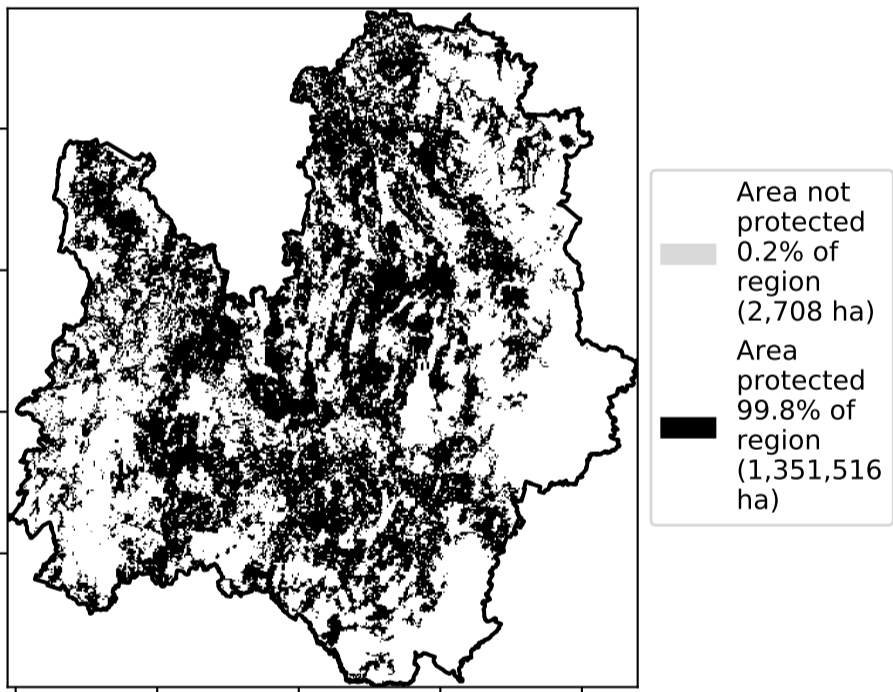 Area not
protected
0.2% of
region
(2,708 ha)
Area
protected
99.8% of
region
(1,351,516
ha)